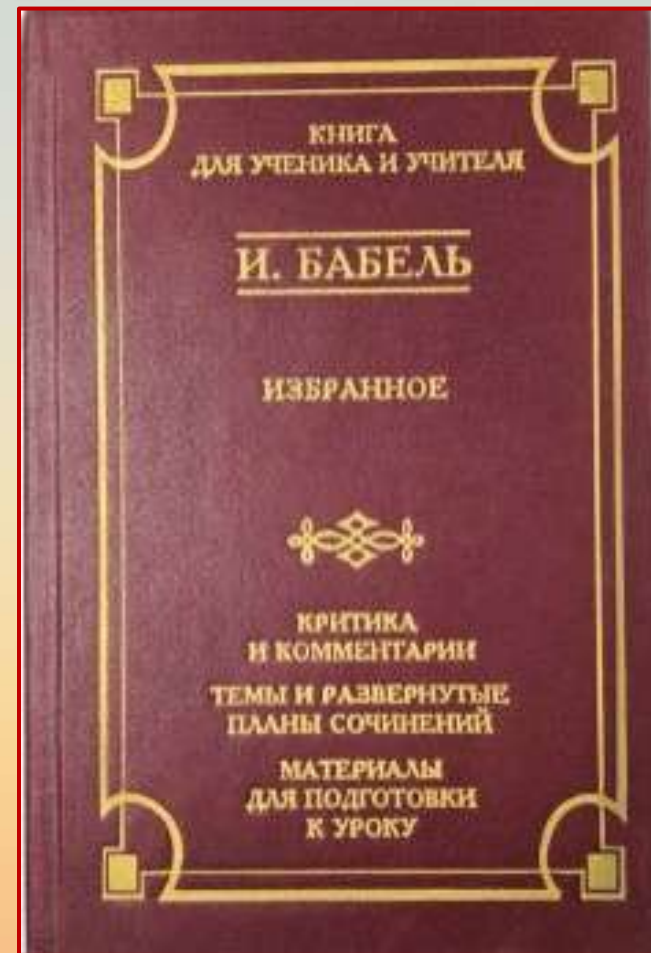 КНИГА
ДЛЯ УЧЕНИКА И УЧИТЕЛЯ
И. БАБЕЛЬ
ИЗБРАННОЕ
КРИТИКА
И КОММЕНТАРИИ
ТЕМЫ И РАЗВЕРНУТЫЕ
ПЛАНЫ СОЧИНЕНИЙ
МАТЕРИАЛЫ
ДЛЯ ПОДГОТОВКИ
К УРОКУ